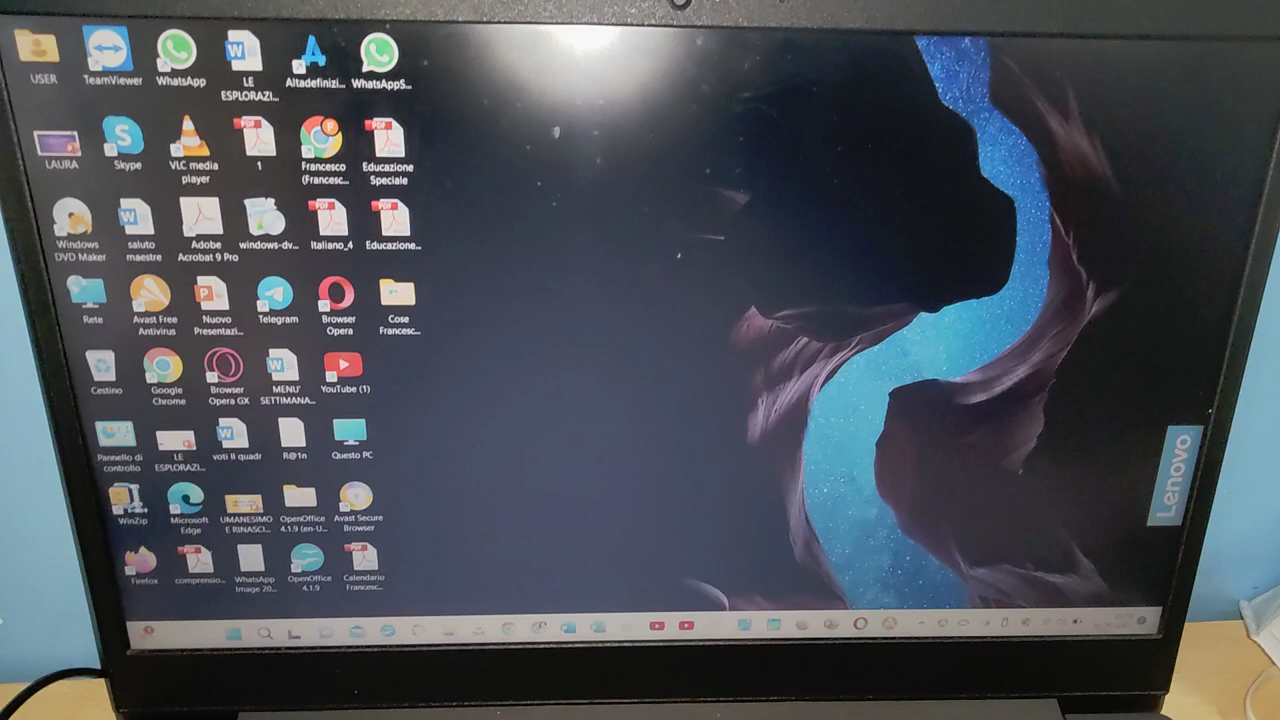 USER
TeamViewer
WhatsApp
LE
ESPLORAZI...
Altadefinizi...
WhatsAppS...
LAURA
Skype
VLC media
player
1
Francesco
(Francesc...
Educazione
Speciale
Windows
DVD Maker
saluto
maestre
Adobe
Acrobat 9 Pro
windows-dv...
Italiano_4
Educazione...
Rete
Avast Free
Antivirus
Nuovo
Presentazi...
Telegram
Browser
Opera
Cose
Francesc...
Cestino
Google
Chrome
Browser
Opera GX
MENU'
SETTIMANA...
YouTube (1)
Pannello di
controllo
LE
ESPLORAZI...
voti II quadr
R@1n
Questo PC
WinZip
Microsoft
Edge
UMANESIMO
E RINASCI...
OpenOffice
4.1.9 (en-U...
Avast Secure
Browser
Firefox
comprensio...
WhatsApp
Image 20...
OpenOffice
4.1.9
Calendario
Francesc...
Lenovo